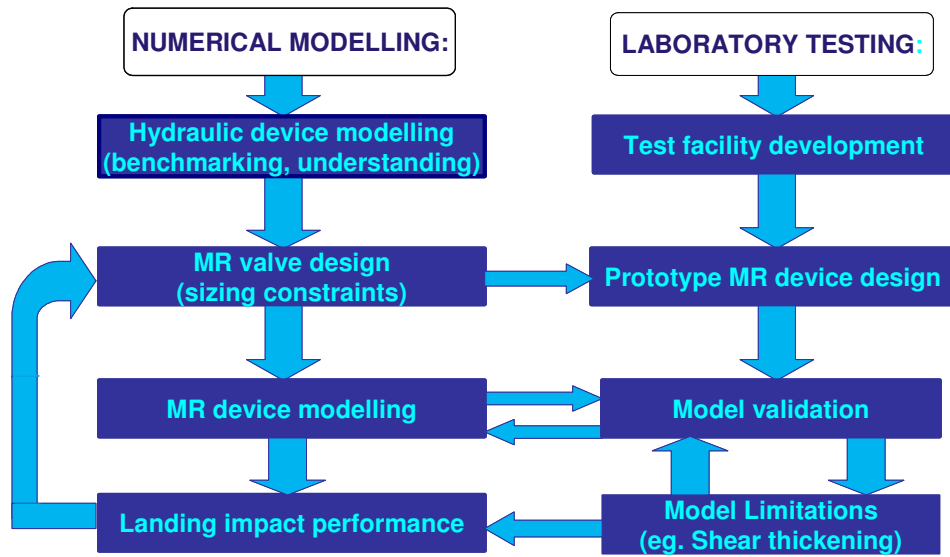 NUMERICAL MODELLING:
LABORATORY TESTING:
Hydraulic device modelling
(benchmarking, understanding)
Test facility development
MR valve design
(sizing constraints)
Prototype MR device design
MR device modelling
Model validation
Landing impact performance
Model Limitations
(eg. Shear thickening)